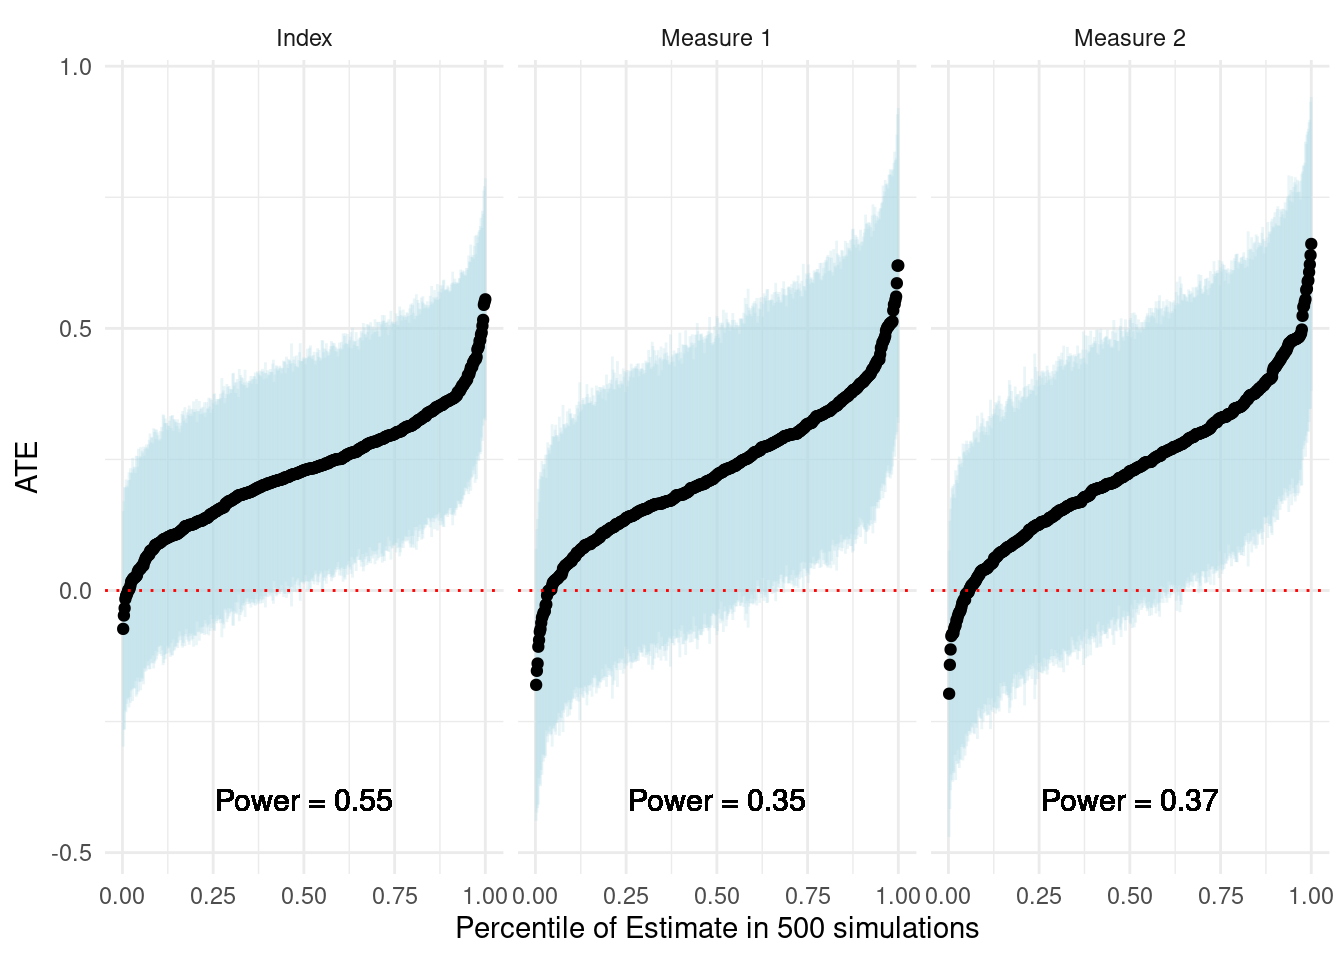 Index Measure 1 Measure 2
1.0
0.5
ATE
0.0
Power = 0.55 Power = 0.35 Power = 0.37
-0.5
0.00 0.25 0.50 0.75 1.00 0.00 0.25 0.50 0.75 1.00 0.00 0.25 0.50 0.75 1.00
Percentile of Estimate in 500 simulations